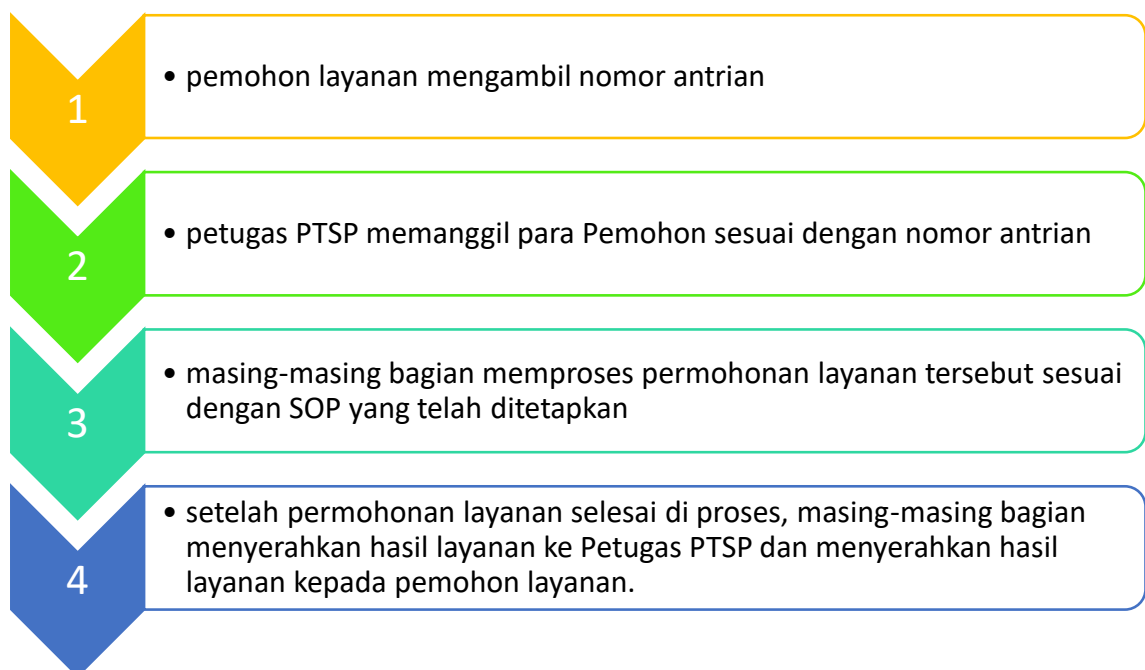 1
• pemohon layanan mengambil nomor antrian
2
• petugas PTSP memanggil para Pemohon sesuai dengan nomor antrian
3
• masing-masing bagian memproses permohonan layanan tersebut sesuai
dengan SOP yang telah ditetapkan
4
• setelah permohonan layanan selesai di proses, masing-masing bagian
menyerahkan hasil layanan ke Petugas PTSP dan menyerahkan hasil
layanan kepada pemohon layanan.